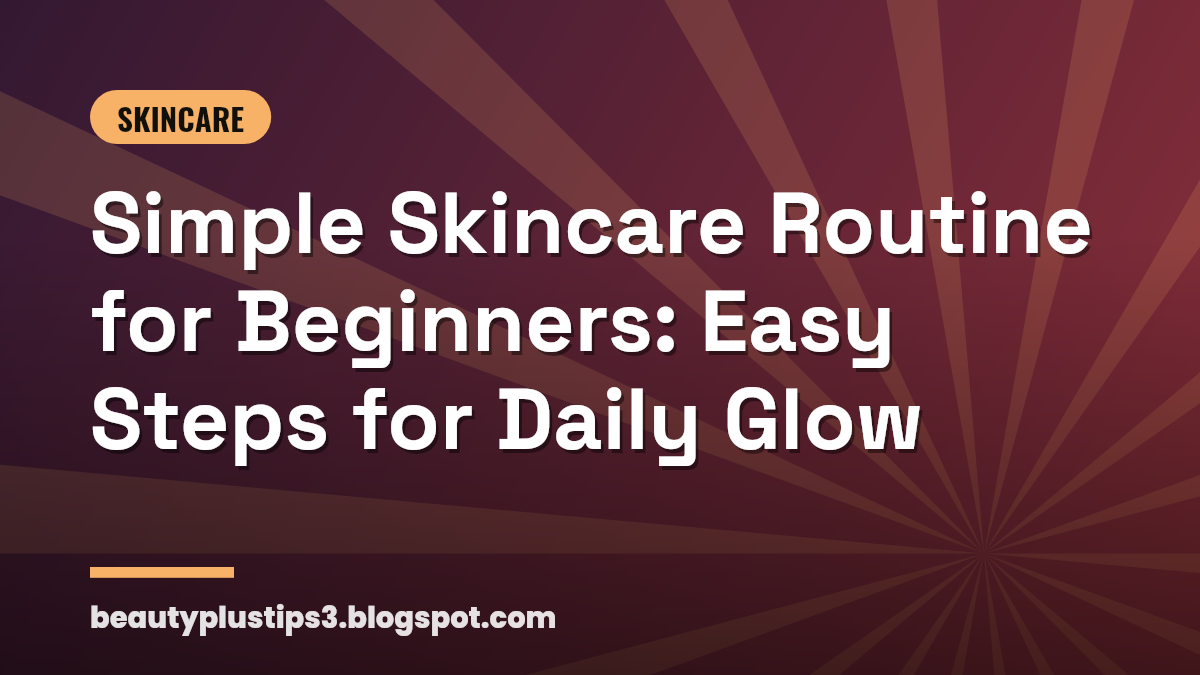 SKINCARE
Simple Skincare Routine
for Beginners: Easy
Steps for Daily Glow
beautyplustips3.blogspot.com